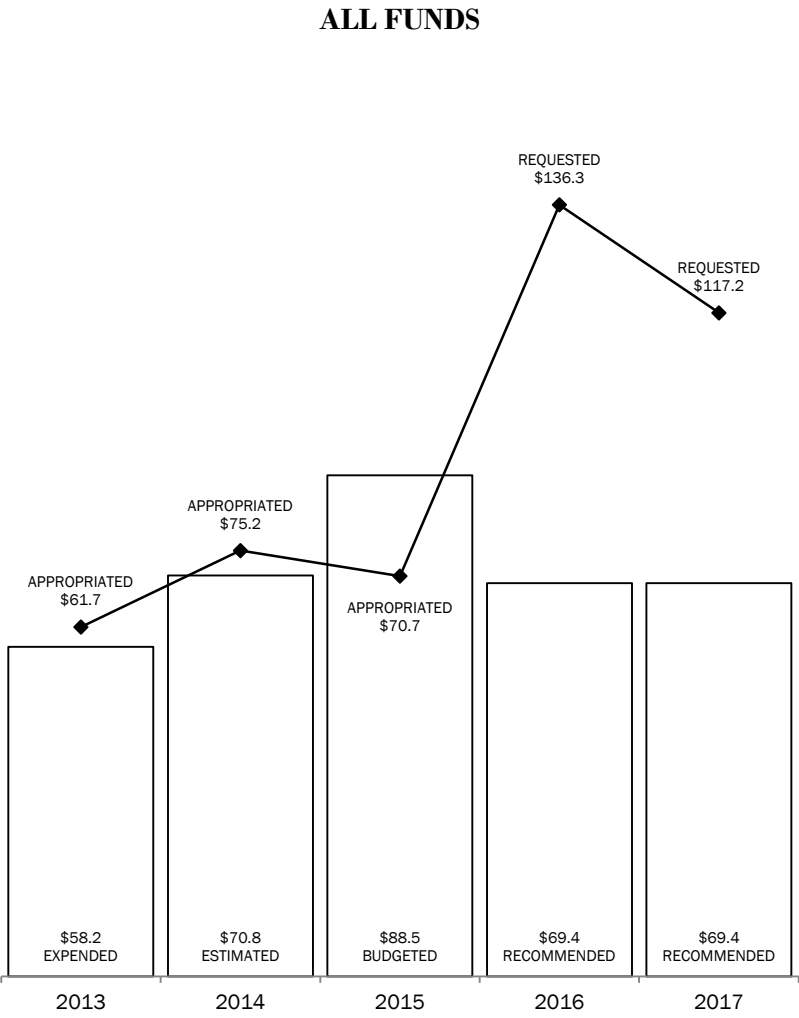 ALL FUNDS
REQUESTED
$136.3
REQUESTED
$117.2
APPROPRIATED
$75.2
APPROPRIATED
$61.7
APPROPRIATED
$70.7
$58.2
EXPENDED
$70.8
ESTIMATED
$88.5
BUDGETED
$69.4
RECOMMENDED
$69.4
RECOMMENDED
2013
2014
2015
2016
2017